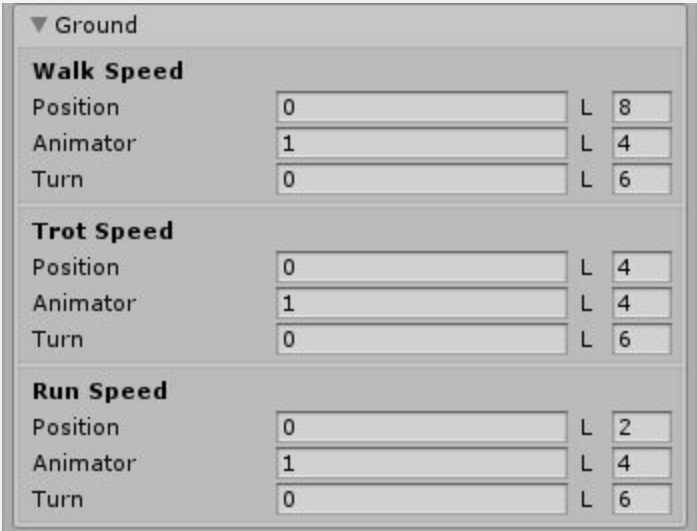 Ground
Walk Speed
Position 0 L 8
Animator 1 L 4
Turn 0 L 6
Trot Speed
Position 0 L 4
Animator 1 L 4
Turn 0 L 6
Run Speed
Position 0 L 2
Animator 1 L 4
Turn 0 L 6